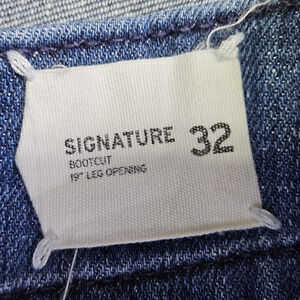 SIGNATURE 32
BOOTCUT
19" LEG OPENING